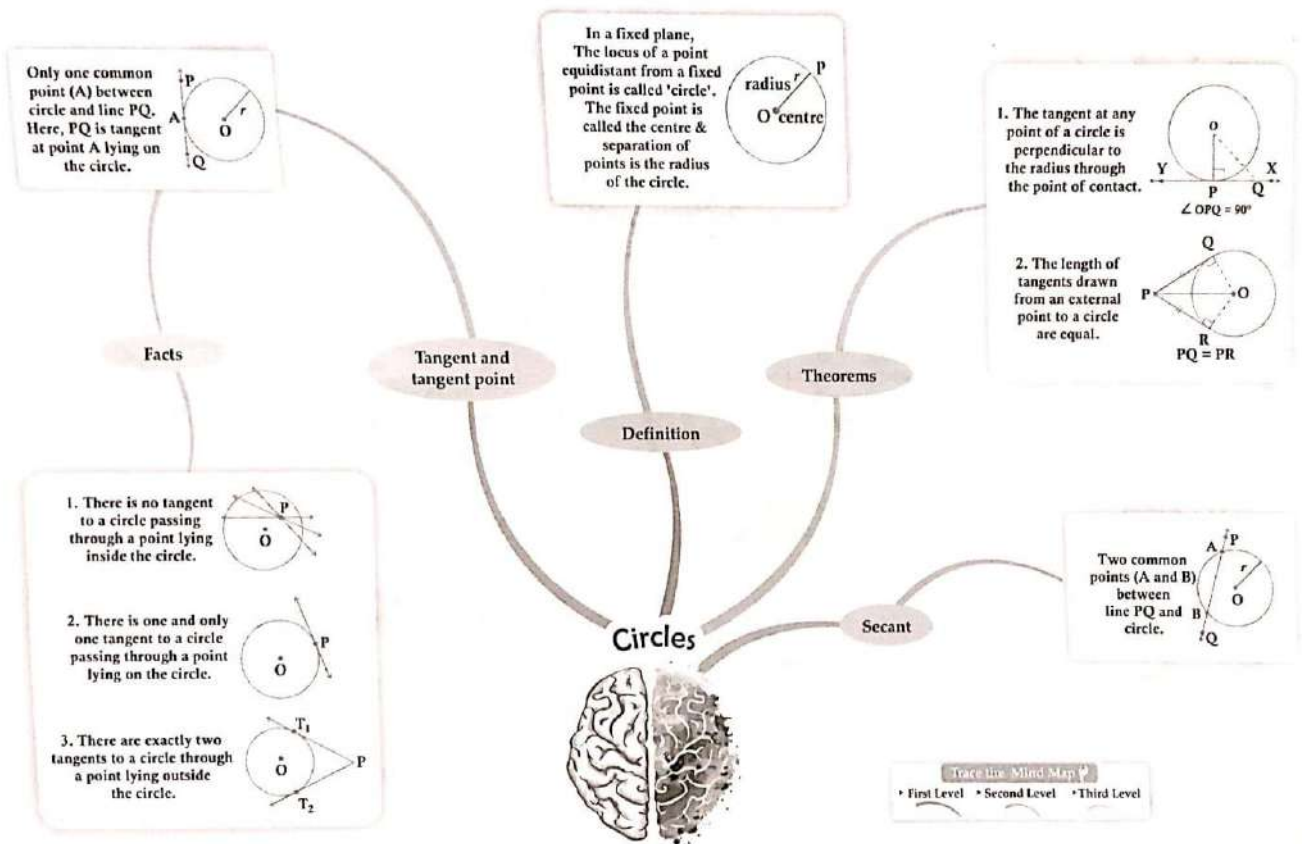 Only one common
point (A) between
circle and line PQ.
Here, PQ is tangent
at point A lying on
the circle.
P
A
r
O
Q
In a fixed plane,
The locus of a point
equidistant from a fixed
point is called 'circle'.
The fixed point is
called the centre &
separation of
points is the radius
of the circle.
P
radius r
O centre
1. The tangent at any
point of a circle is
perpendicular to
the radius through
the point of contact.
O
Y X
P Q
∠ OPQ = 90°
2. The length of
tangents drawn
from an external
point to a circle
are equal.
Q
P O
R
PQ = PR
Facts
Tangent and
tangent point
Definition
Theorems
1. There is no tangent
to a circle passing
through a point lying
inside the circle.
P
O
2. There is one and only
one tangent to a circle
passing through a point
lying on the circle.
P
O
3. There are exactly two
tangents to a circle through
a point lying outside
the circle.
T1
O
P
T2
Two common
points (A and B)
between
line PQ and
circle.
P
A
r
O
B
Q
Secant
Circles
Trace the Mind Map
First Level Second Level Third Level